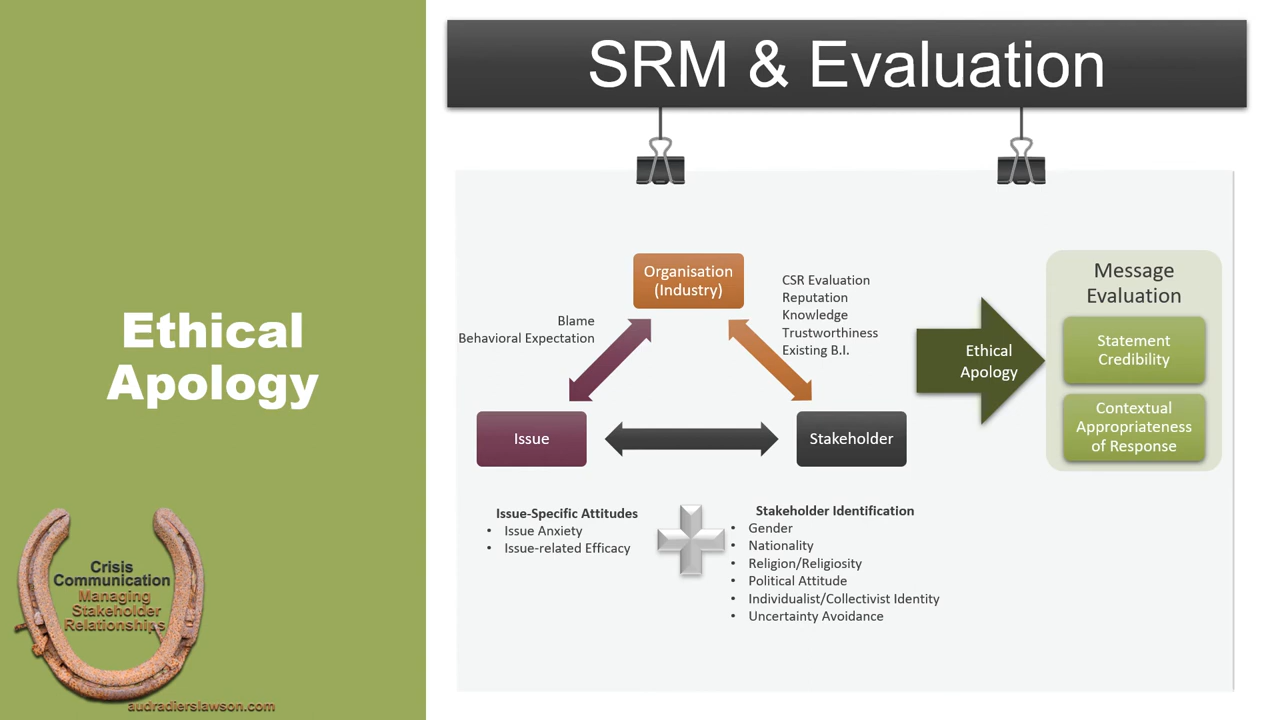 SRM & Evaluation
Ethical
Apology
Organisation
(Industry)
Blame
Behavioral Expectation
CSR Evaluation
Reputation
Knowledge
Trustworthiness
Existing B.I.
Issue
Stakeholder
Ethical
Apology
Message
Evaluation
Statement
Credibility
Contextual
Appropriateness
of Response
Issue-Specific Attitudes
• Issue Anxiety
• Issue-related Efficacy
Stakeholder Identification
• Gender
• Nationality
• Religion/Religiosity
• Political Attitude
• Individualist/Collectivist Identity
• Uncertainty Avoidance
Crisis
Communication
Managing
Stakeholder
Relationships
audradierslawson.com